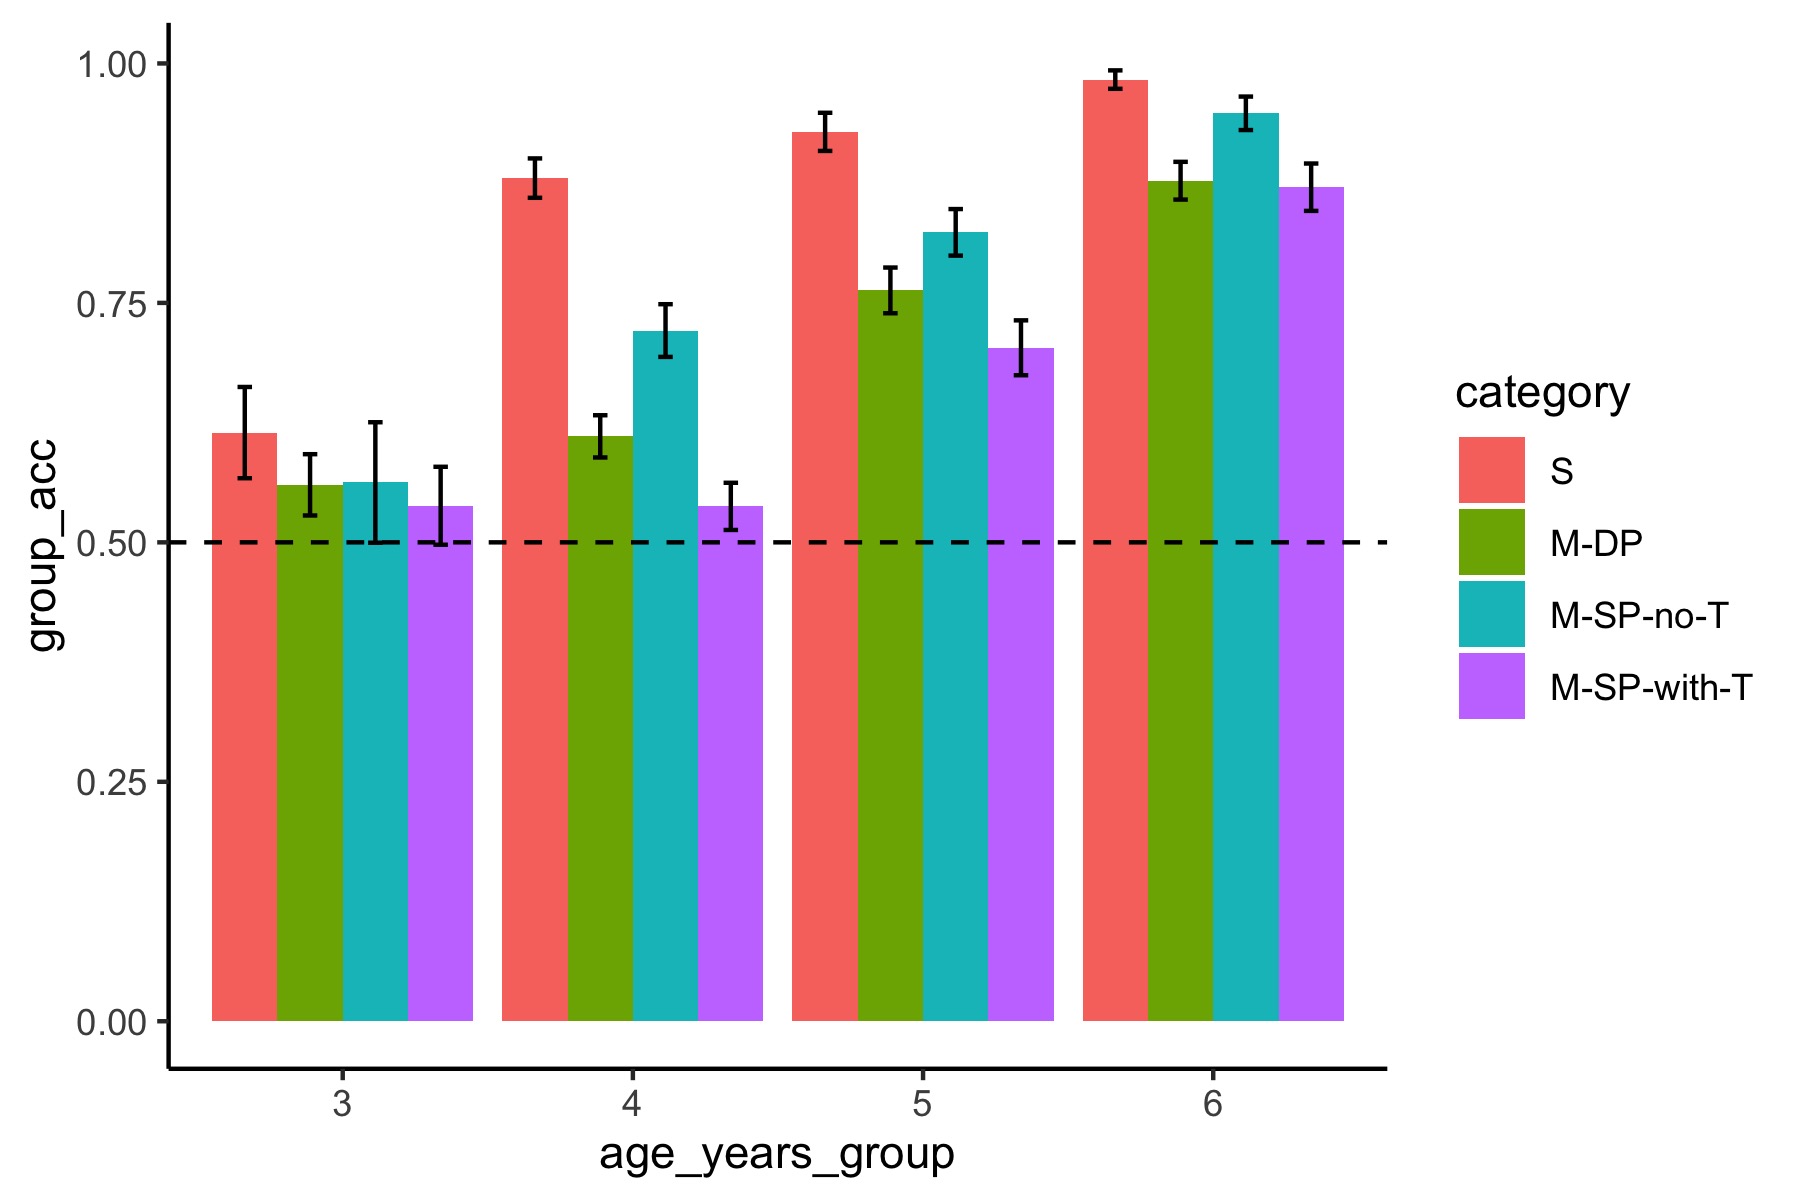 1.00
0.75
0.50
0.25
0.00
group_acc
3 4 5 6
age_years_group
category
S
M-DP
M-SP-no-T
M-SP-with-T